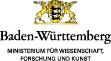 Baden-Württemberg
MINISTERIUM FÜR WISSENSCHAFT,
FORSCHUNG UND KUNST